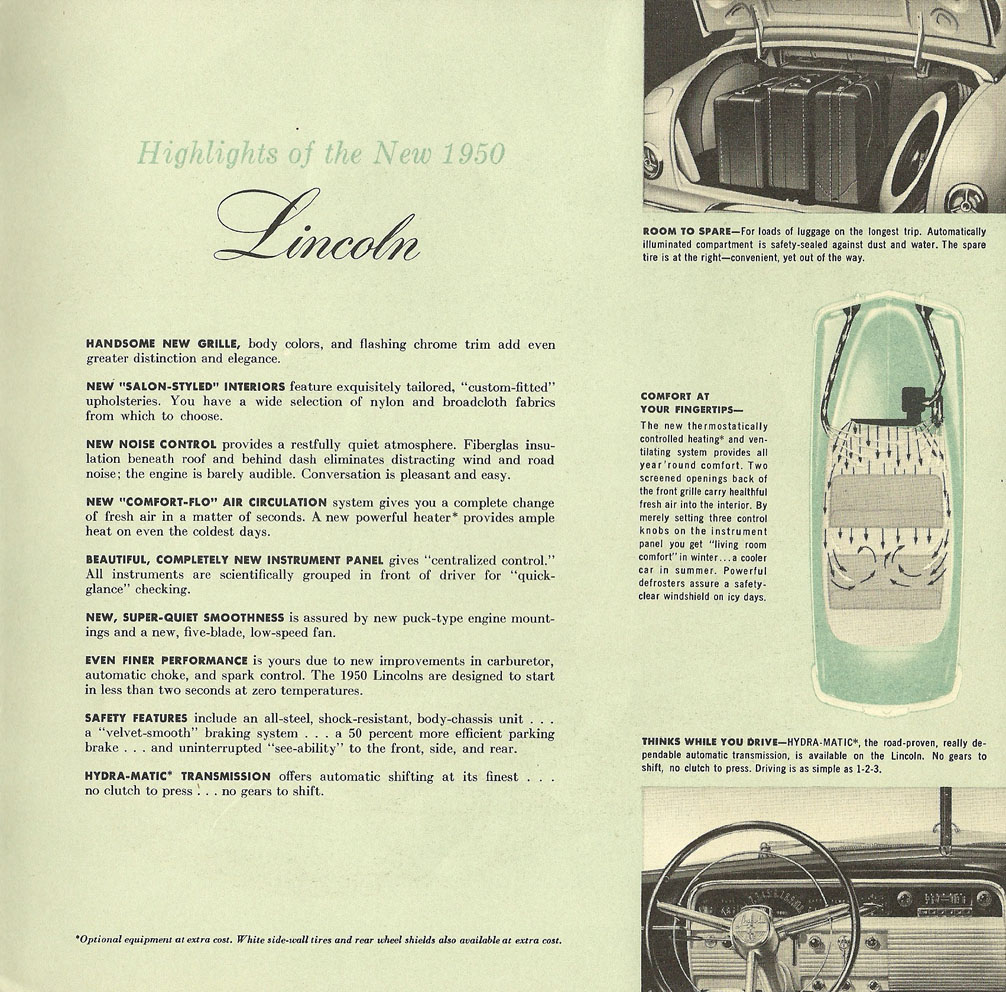 Highlights of the New 1950
Lincoln
HANDSOME NEW GRILLE, body colors, and flashing chrome trim add even
greater distinction and elegance.
NEW "SALON-STYLED" INTERIORS feature exquisitely tailored, "custom-fitted"
upholsteries. You have a wide selection of nylon and broadcloth fabrics
from which to choose.
NEW NOISE CONTROL provides a restfully quiet atmosphere. Fiberglas insu-
lation beneath roof and behind dash eliminates distracting wind and road
noise; the engine is barely audible. Conversation is pleasant and easy.
NEW "COMFORT-FLO" AIR CIRCULATION system gives you a complete change
of fresh air in a matter of seconds. A new powerful heater* provides ample
heat on even the coldest days.
BEAUTIFUL, COMPLETELY NEW INSTRUMENT PANEL gives "centralized control."
All instruments are scientifically grouped in front of driver for "quick-
glance" checking.
NEW, SUPER-QUIET SMOOTHNESS is assured by new puck-type engine mount-
ings and a new, five-blade, low-speed fan.
EVEN FINER PERFORMANCE is yours due to new improvements in carburetor,
automatic choke, and spark control. The 1950 Lincolns are designed to start
in less than two seconds at zero temperatures.
SAFETY FEATURES include an all-steel, shock-resistant, body-chassis unit . . .
a "velvet-smooth" braking system . . . a 50 percent more efficient parking
brake . . . and uninterrupted "see-ability" to the front, side, and rear.
HYDRA-MATIC* TRANSMISSION offers automatic shifting at its finest . . .
no clutch to press . . . no gears to shift.
*Optional equipment at extra cost. White side-wall tires and rear wheel shields also available at extra cost.
ROOM TO SPARE—For loads of luggage on the longest trip. Automatically
illuminated compartment is safety-sealed against dust and water. The spare
tire is at the right—convenient, yet out of the way.
COMFORT AT
YOUR FINGERTIPS—
The new thermostatically
controlled heating* and ven-
tilating system provides all
year 'round comfort. Two
screened openings back of
the front grille carry healthful
fresh air into the interior. By
merely setting three control
knobs on the instrument
panel you get "living room
comfort" in winter...a cooler
car in summer. Powerful
defrosters assure a safety-
clear windshield on icy days.
THINKS WHILE YOU DRIVE—HYDRA-MATIC*, the road-proven, really de-
pendable automatic transmission, is available on the Lincoln. No gears to
shift, no clutch to press. Driving is as simple as 1-2-3.